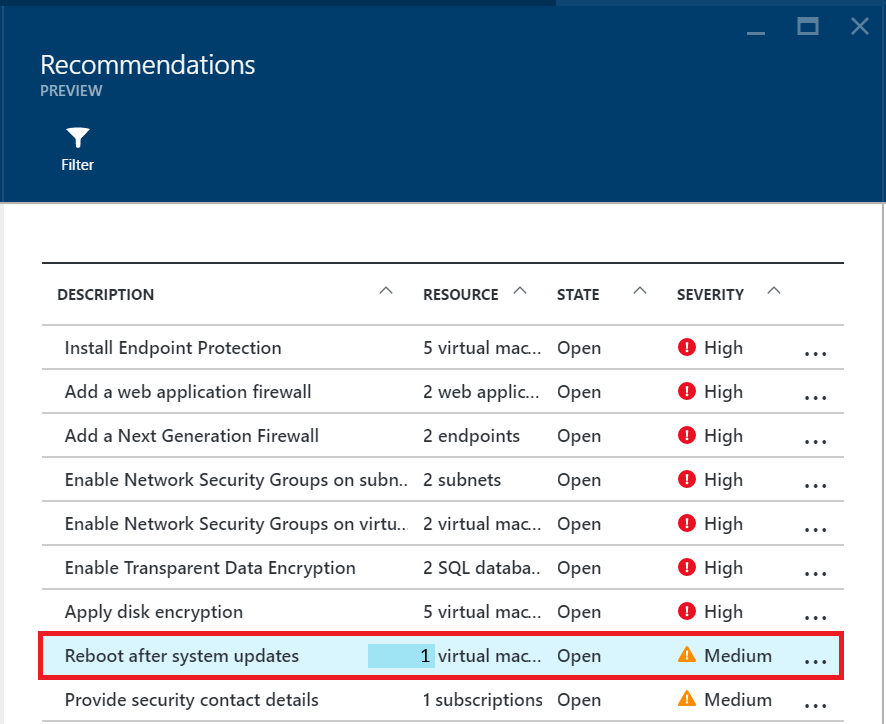 Recommendations
PREVIEW
Filter
DESCRIPTION RESOURCE STATE SEVERITY
Install Endpoint Protection 5 virtual mac... Open High ...
Add a web application firewall 2 web applic... Open High ...
Add a Next Generation Firewall 2 endpoints Open High ...
Enable Network Security Groups on subn.. 2 subnets Open High ...
Enable Network Security Groups on virtu.. 2 virtual mac... Open High ...
Enable Transparent Data Encryption 2 SQL databa.. Open High ...
Apply disk encryption 5 virtual mac... Open High ...
Reboot after system updates 1 virtual mac... Open Medium ...
Provide security contact details 1 subscriptions Open Medium ...